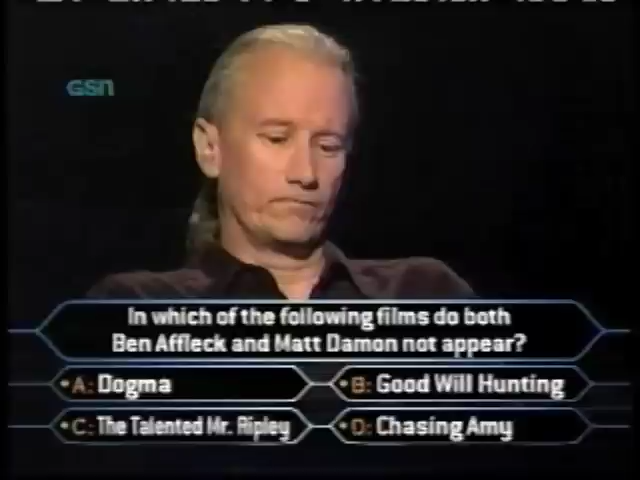 GSN
In which of the following films do both
Ben Affleck and Matt Damon not appear?
A: Dogma
B: Good Will Hunting
C: The Talented Mr. Ripley
D: Chasing Amy